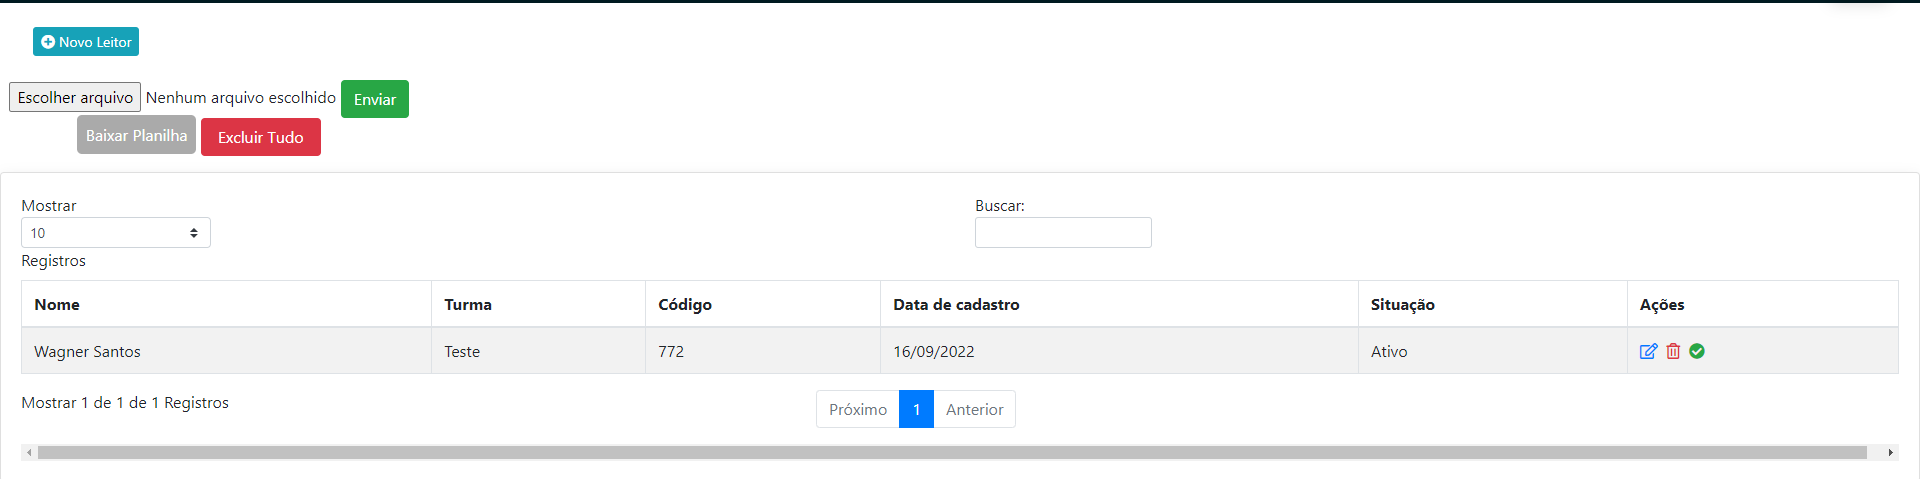 Novo Leitor
Escolher arquivo Nenhum arquivo escolhido Enviar
Baixar Planilha Excluir Tudo
Mostrar Buscar:
10
Registros
Nome Turma Código Data de cadastro Situação Ações
Wagner Santos Teste 772 16/09/2022 Ativo
Mostrar 1 de 1 de 1 Registros Próximo 1 Anterior